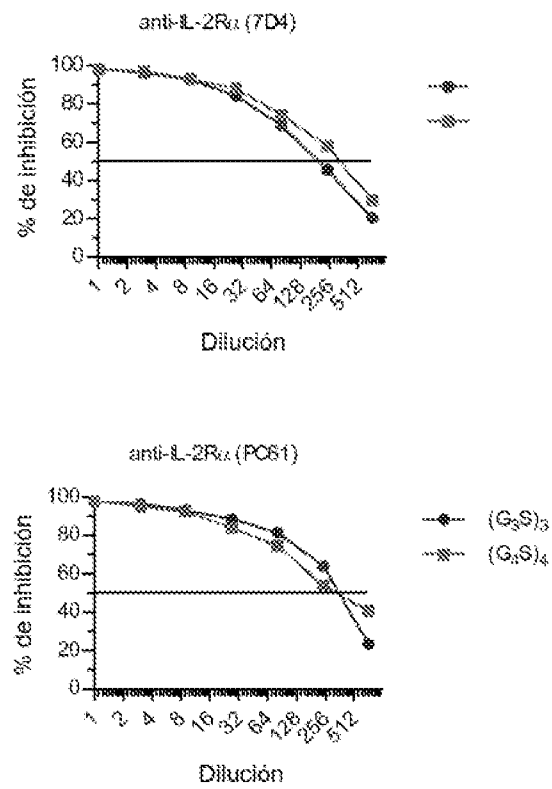 anti-IL-2Rα (7D4)
100
80
60
40
20
0
% de inhibición
1 2 4 8 16 32 64 128 256 512
Dilución
anti-IL-2Rα (PC61)
100
80
60
40
20
0
% de inhibición
1 2 4 8 16 32 64 128 256 512
Dilución
(G₃S)₃
(G₄S)₄